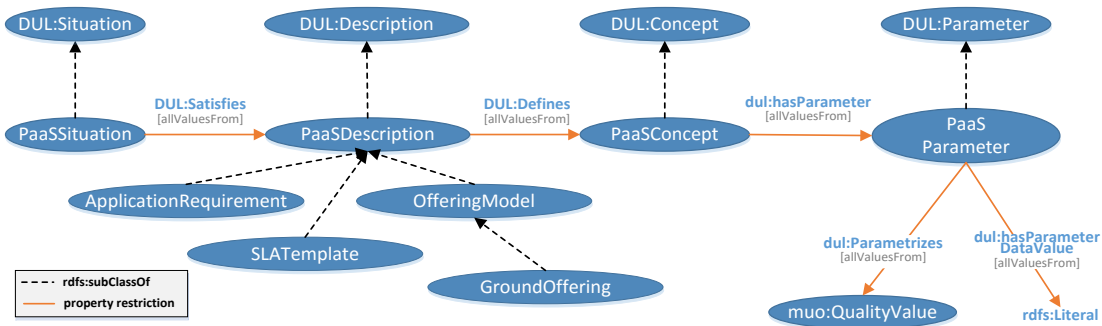 DUL:Situation
DUL:Description
DUL:Concept
DUL:Parameter
DUL:Satisfies
[allValuesFrom]
DUL:Defines
[allValuesFrom]
dul:hasParameter
[allValuesFrom]
PaaSSituation
PaaSDescription
PaaSConcept
PaaS
Parameter
ApplicationRequirement
OfferingModel
SLATemplate
dul:Parametrizes
[allValuesFrom]
dul:hasParameter
DataValue
[allValuesFrom]
rdfs:subClassOf
property restriction
GroundOffering
muo:QualityValue
rdfs:Literal